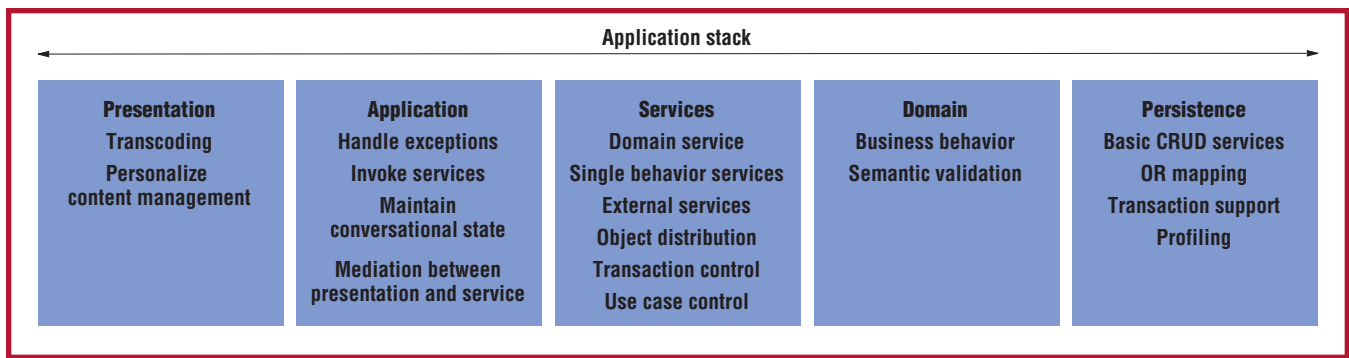 Application stack
Presentation
Transcoding
Personalize
content management
Application
Handle exceptions
Invoke services
Maintain
conversational state
Mediation between
presentation and service
Services
Domain service
Single behavior services
External services
Object distribution
Transaction control
Use case control
Domain
Business behavior
Semantic validation
Persistence
Basic CRUD services
OR mapping
Transaction support
Profiling